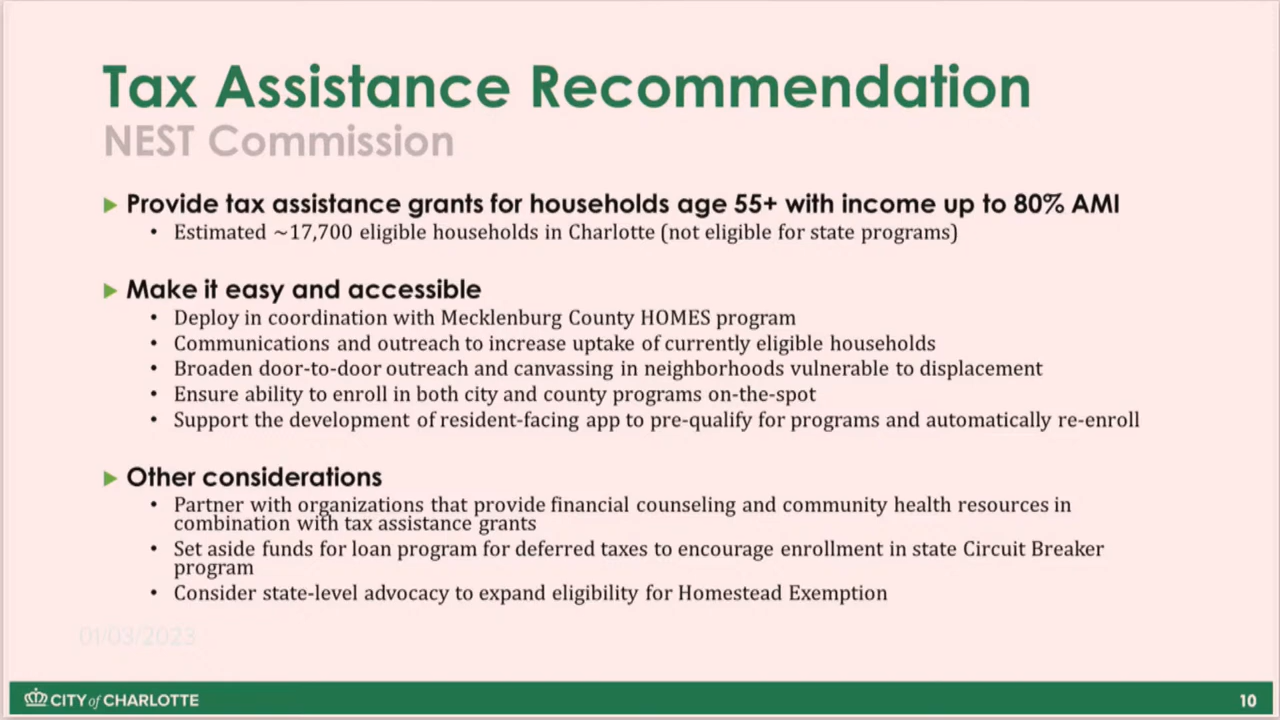 Tax Assistance Recommendation
NEST Commission
Provide tax assistance grants for households age 55+ with income up to 80% AMI
• Estimated ~17,700 eligible households in Charlotte (not eligible for state programs)
Make it easy and accessible
• Deploy in coordination with Mecklenburg County HOMES program
• Communications and outreach to increase uptake of currently eligible households
• Broaden door-to-door outreach and canvassing in neighborhoods vulnerable to displacement
• Ensure ability to enroll in both city and county programs on-the-spot
• Support the development of resident-facing app to pre-qualify for programs and automatically re-enroll
Other considerations
• Partner with organizations that provide financial counseling and community health resources in
combination with tax assistance grants
• Set aside funds for loan program for deferred taxes to encourage enrollment in state Circuit Breaker
program
• Consider state-level advocacy to expand eligibility for Homestead Exemption
01/03/2023
CITY of CHARLOTTE
10